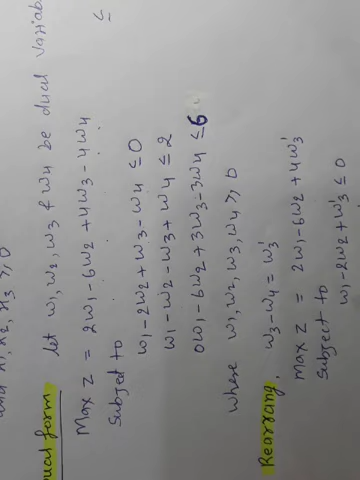 x1, x2, x3 ≥ 0
dual form
let w1, w2, w3 & w4 be dual variab
Max Z = 2w1 - 6w2 + 4w3 - 4w4
Subject to
w1 - 2w2 + w3 - w4 ≤ 0
w1 - w2 - w3 + w4 ≤ 2
0w1 - 6w2 + 3w3 - 3w4 ≤ 6
where w1, w2, w3, w4 ≥ 0
Rearrang. w3 - w4 = w3'
Max Z = 2w1 - 6w2 + 4w3'
Subject to
w1 - 2w2 + w3' ≤ 0